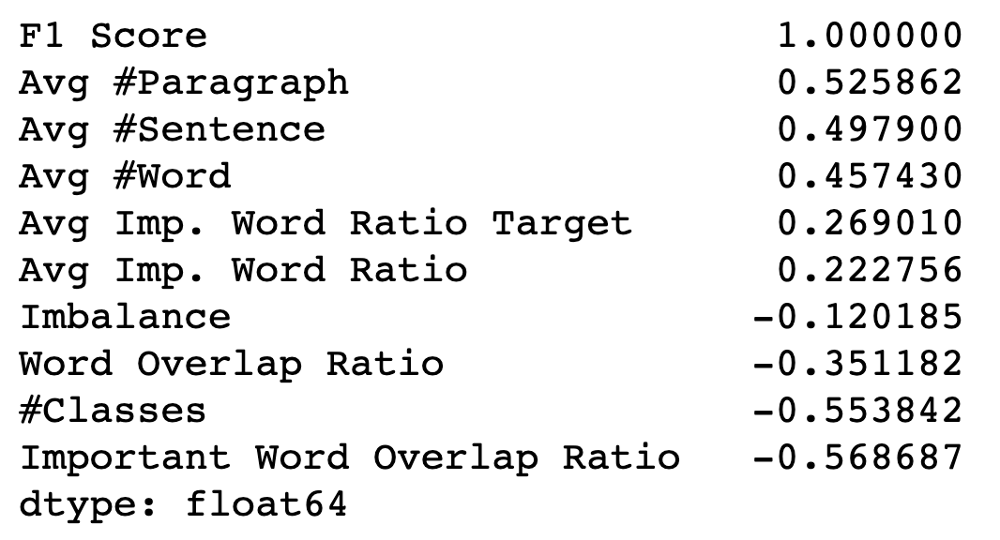 F1 Score 1.000000
Avg #Paragraph 0.525862
Avg #Sentence 0.497900
Avg #Word 0.457430
Avg Imp. Word Ratio Target 0.269010
Avg Imp. Word Ratio 0.222756
Imbalance -0.120185
Word Overlap Ratio -0.351182
#Classes -0.553842
Important Word Overlap Ratio -0.568687
dtype: float64